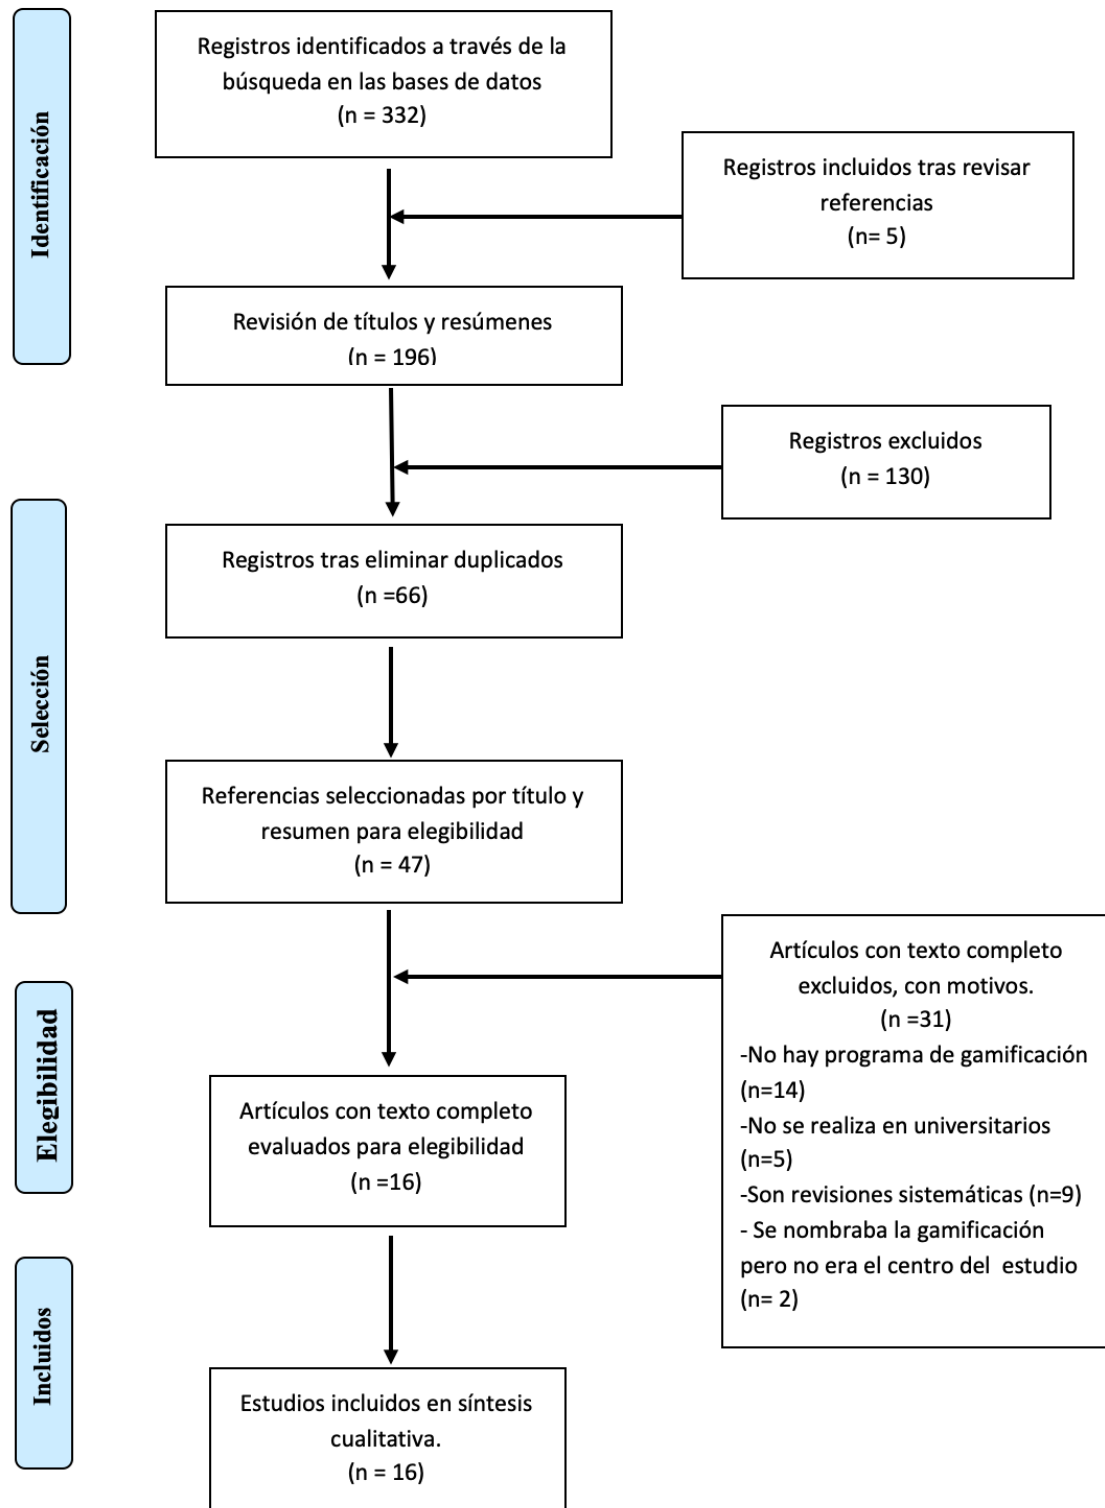 Identificación
Registros identificados a través de la
búsqueda en las bases de datos
(n = 332)
Registros incluidos tras revisar
referencias
(n= 5)
Revisión de títulos y resúmenes
(n = 196)
Registros excluidos
(n = 130)
Selección
Registros tras eliminar duplicados
(n =66)
Referencias seleccionadas por título y
resumen para elegibilidad
(n = 47)
Elegibilidad
Artículos con texto completo
excluidos, con motivos.
(n =31)
-No hay programa de gamificación
(n=14)
-No se realiza en universitarios
(n=5)
-Son revisiones sistemáticas (n=9)
- Se nombraba la gamificación
pero no era el centro del estudio
(n= 2)
Artículos con texto completo
evaluados para elegibilidad
(n =16)
Incluidos
Estudios incluidos en síntesis
cualitativa.
(n = 16)